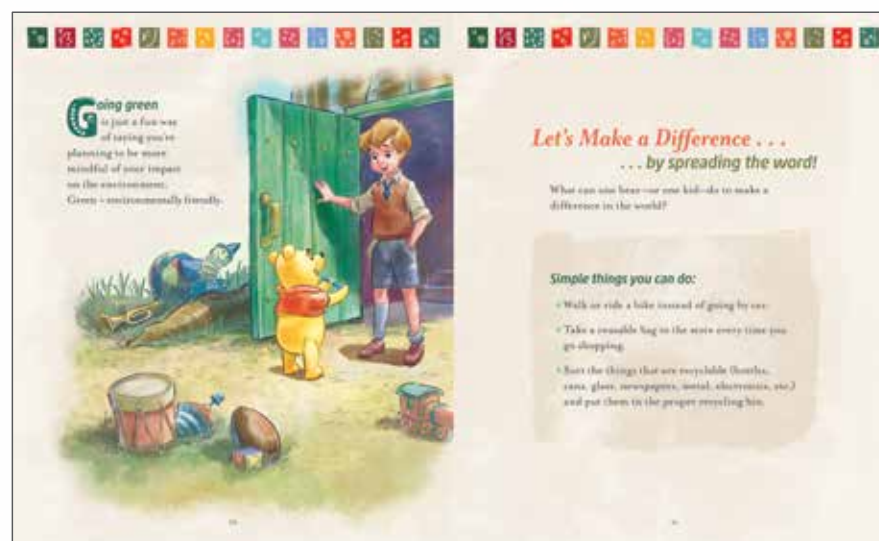 Going green
is just a fun way
of saying you're
planning to be more
mindful of your impact
on the environment.
Green = environmentally friendly.
Let's Make a Difference . . .
. . . by spreading the word!
What can one bear—or one kid—do to make a
difference in the world?
Simple things you can do:
Walk or ride a bike instead of going by car.
Take a reusable bag to the store every time you
go shopping.
Sort the things that are recyclable (bottles,
cans, glass, newspapers, metal, electronics, etc.)
and put them in the proper recycling bin.